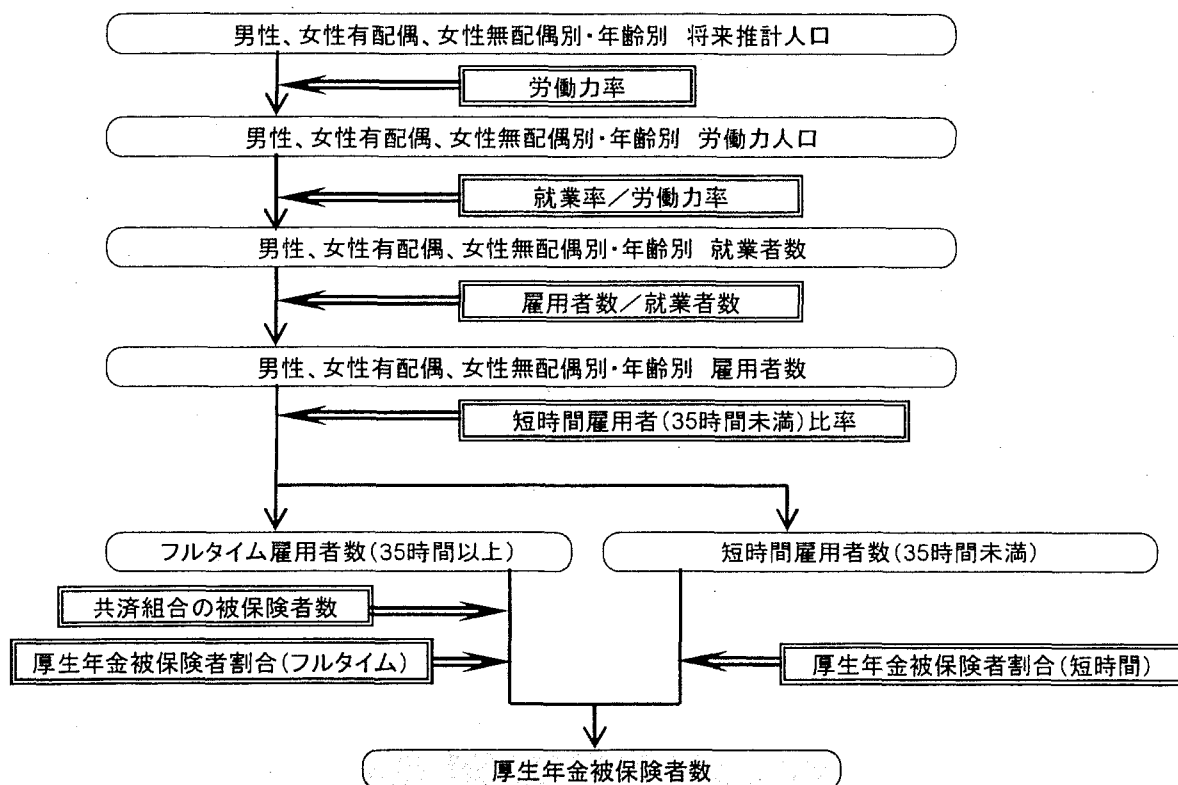 男性、女性有配偶、女性無配偶別・年齢別 将来推計人口
労働力率
男性、女性有配偶、女性無配偶別・年齢別 労働力人口
就業率／労働力率
男性、女性有配偶、女性無配偶別・年齢別 就業者数
雇用者数／就業者数
男性、女性有配偶、女性無配偶別・年齢別 雇用者数
短時間雇用者(35時間未満)比率
フルタイム雇用者数(35時間以上)
短時間雇用者数(35時間未満)
共済組合の被保険者数
厚生年金被保険者割合(フルタイム)
厚生年金被保険者割合(短時間)
厚生年金被保険者数